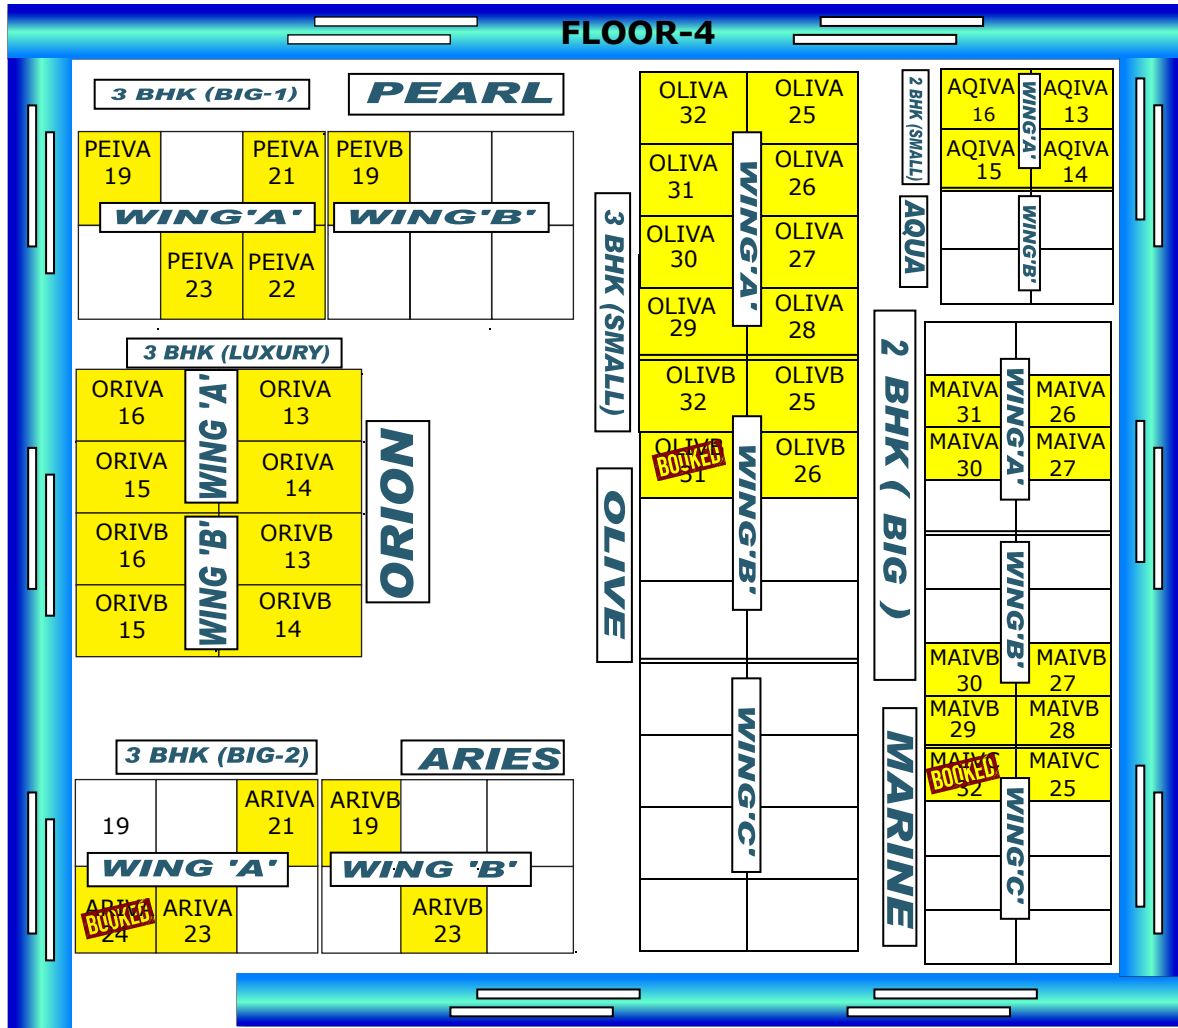 FLOOR-4
3 BHK (BIG-1)
PEARL
PEIVA
19
PEIVA
21
PEIVB
19
WING'A'
WING'B'
PEIVA
23
PEIVA
22
3 BHK (LUXURY)
ORIVA
16
ORIVA
13
WING 'A'
ORIVA
15
ORIVA
14
ORIVB
16
ORIVB
13
WING 'B'
ORIVB
15
ORIVB
14
ORION
3 BHK (BIG-2)
ARIES
19
ARIVA
21
ARIVB
19
WING 'A'
WING 'B'
ARIVA
24
BOOKED
ARIVA
23
ARIVB
23
3 BHK (SMALL)
OLIVE
OLIVA
32
OLIVA
25
OLIVA
31
OLIVA
26
WING'A'
OLIVA
30
OLIVA
27
OLIVA
29
OLIVA
28
OLIVB
32
OLIVB
25
OLIVB
31
BOOKED
OLIVB
26
WING'B'
WING'C'
2 BHK (SMALL)
AQUA
AQIVA
16
AQIVA
13
WING'A'
AQIVA
15
AQIVA
14
WING'B'
2 BHK ( BIG )
MARINE
MAIVA
31
MAIVA
26
WING'A'
MAIVA
30
MAIVA
27
WING'B'
MAIVB
30
MAIVB
27
MAIVB
29
MAIVB
28
MAIVC
32
BOOKED
MAIVC
25
WING'C'